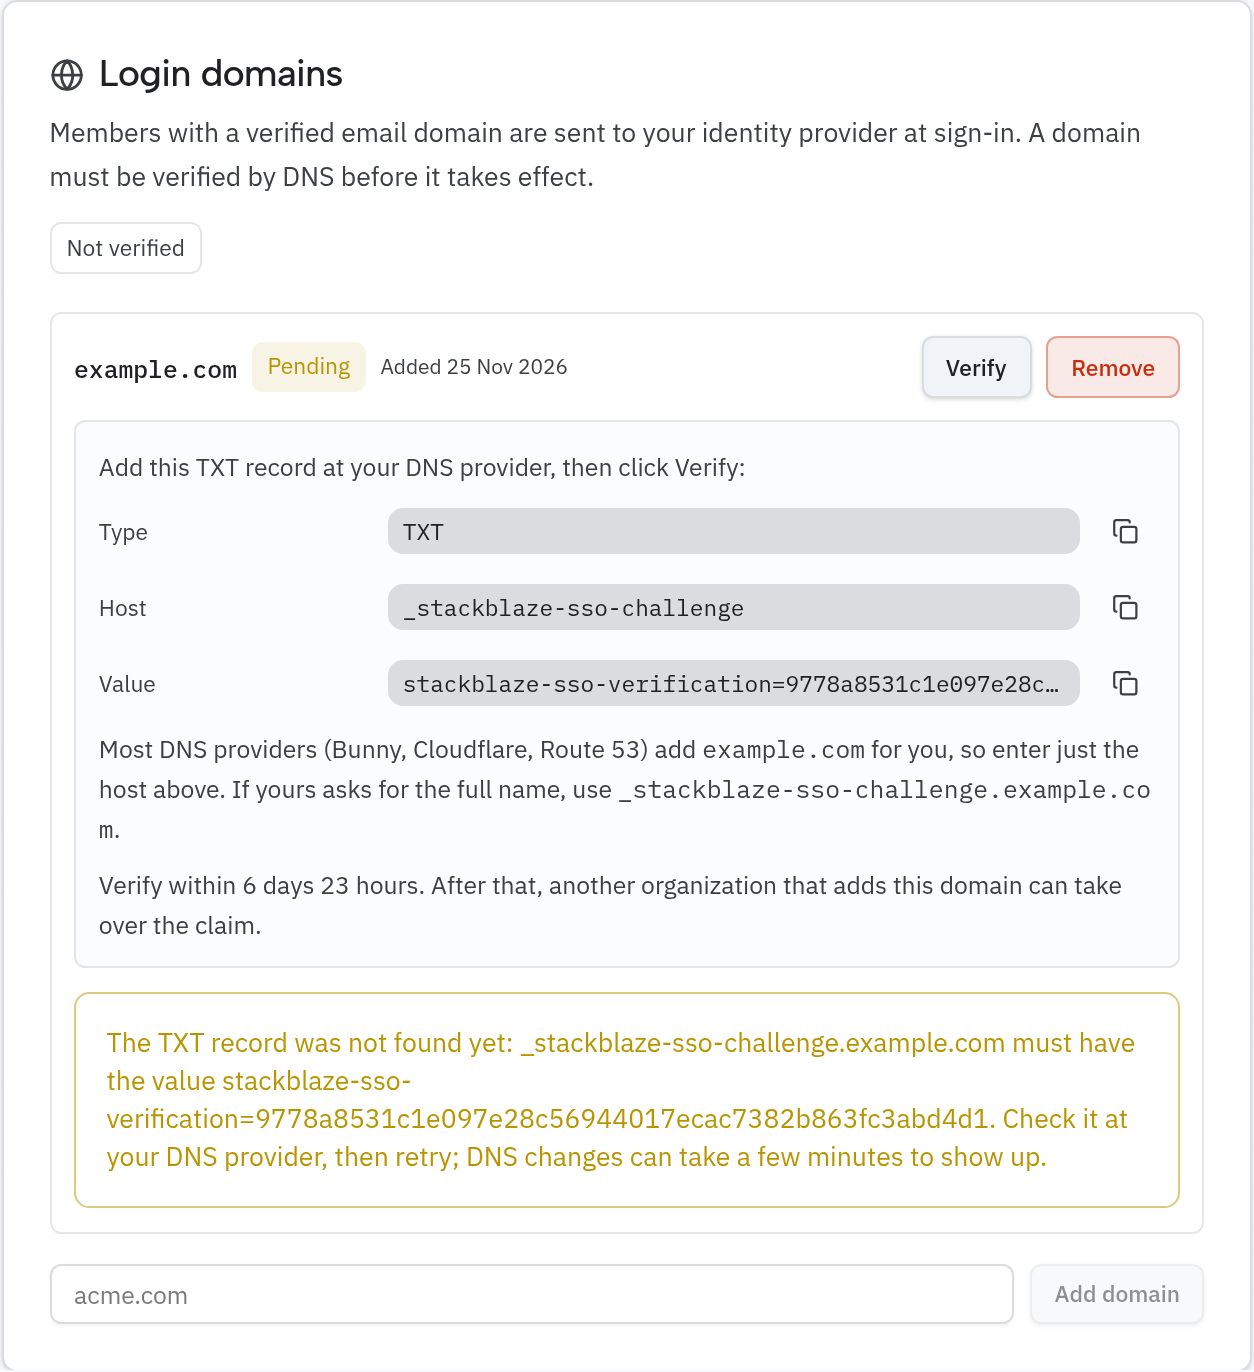 Login domains
Members with a verified email domain are sent to your identity provider at sign-in. A domain
must be verified by DNS before it takes effect.
Not verified
example.com Pending Added 25 Nov 2026 Verify Remove
Add this TXT record at your DNS provider, then click Verify:
Type TXT
Host _stackblaze-sso-challenge
Value stackblaze-sso-verification=9778a8531c1e097e28c…
Most DNS providers (Bunny, Cloudflare, Route 53) add example.com for you, so enter just the
host above. If yours asks for the full name, use _stackblaze-sso-challenge.example.co
m.
Verify within 6 days 23 hours. After that, another organization that adds this domain can take
over the claim.
The TXT record was not found yet: _stackblaze-sso-challenge.example.com must have
the value stackblaze-sso-
verification=9778a8531c1e097e28c56944017ecac7382b863fc3abd4d1. Check it at
your DNS provider, then retry; DNS changes can take a few minutes to show up.
acme.com Add domain